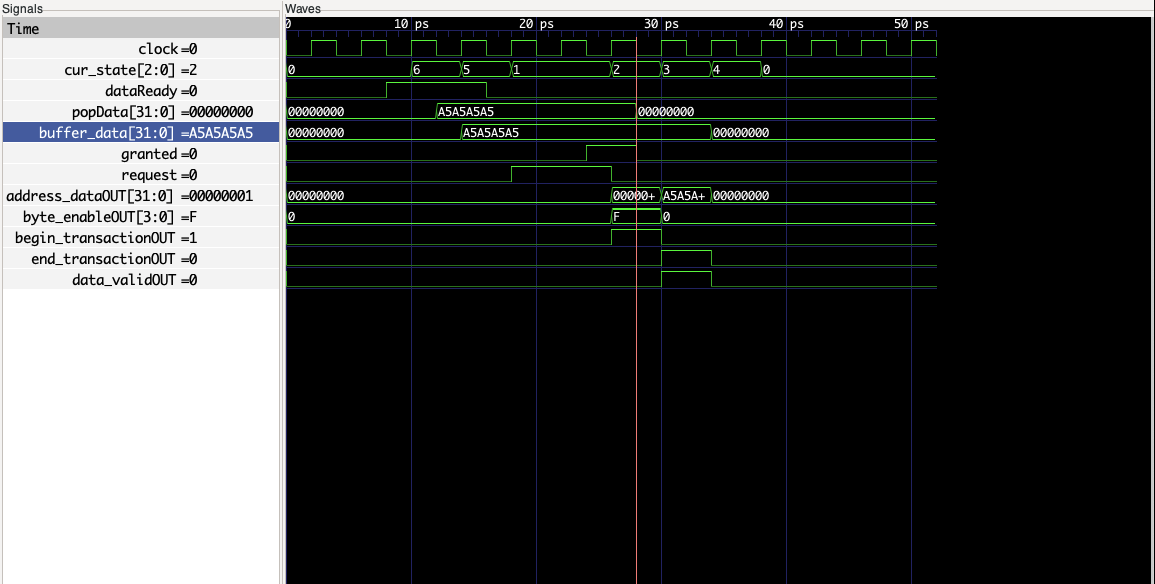 Signals Waves
Time 0 10 ps 20 ps 30 ps 40 ps 50 ps
clock =0
cur_state[2:0] =2 0 6 5 1 2 3 4 0
dataReady =0
popData[31:0] =00000000 00000000 A5A5A5A5 00000000
buffer_data[31:0] =A5A5A5A5 00000000 A5A5A5A5 00000000
granted =0
request =0
address_dataOUT[31:0] =00000001 00000000 00000+ A5A5A+ 00000000
byte_enableOUT[3:0] =F 0 F 0
begin_transactionOUT =1
end_transactionOUT =0
data_validOUT =0